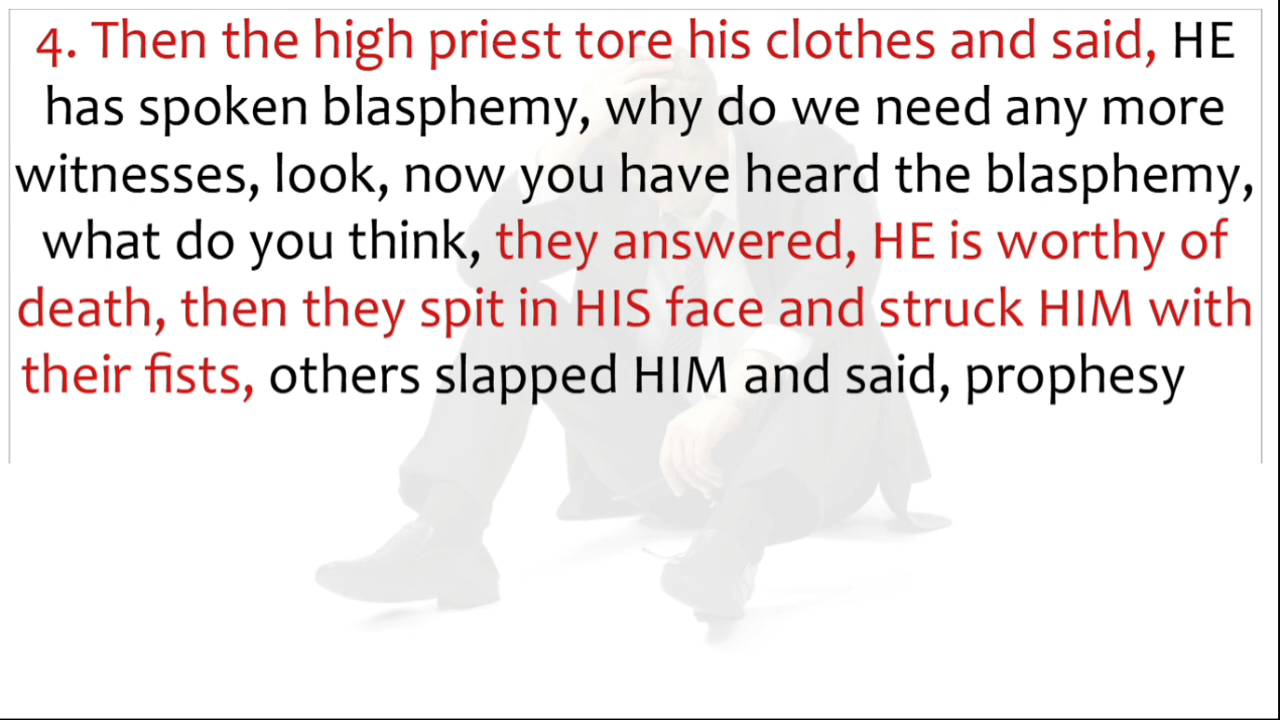 4. Then the high priest tore his clothes and said, HE
has spoken blasphemy, why do we need any more
witnesses, look, now you have heard the blasphemy,
what do you think, they answered, HE is worthy of
death, then they spit in HIS face and struck HIM with
their fists, others slapped HIM and said, prophesy